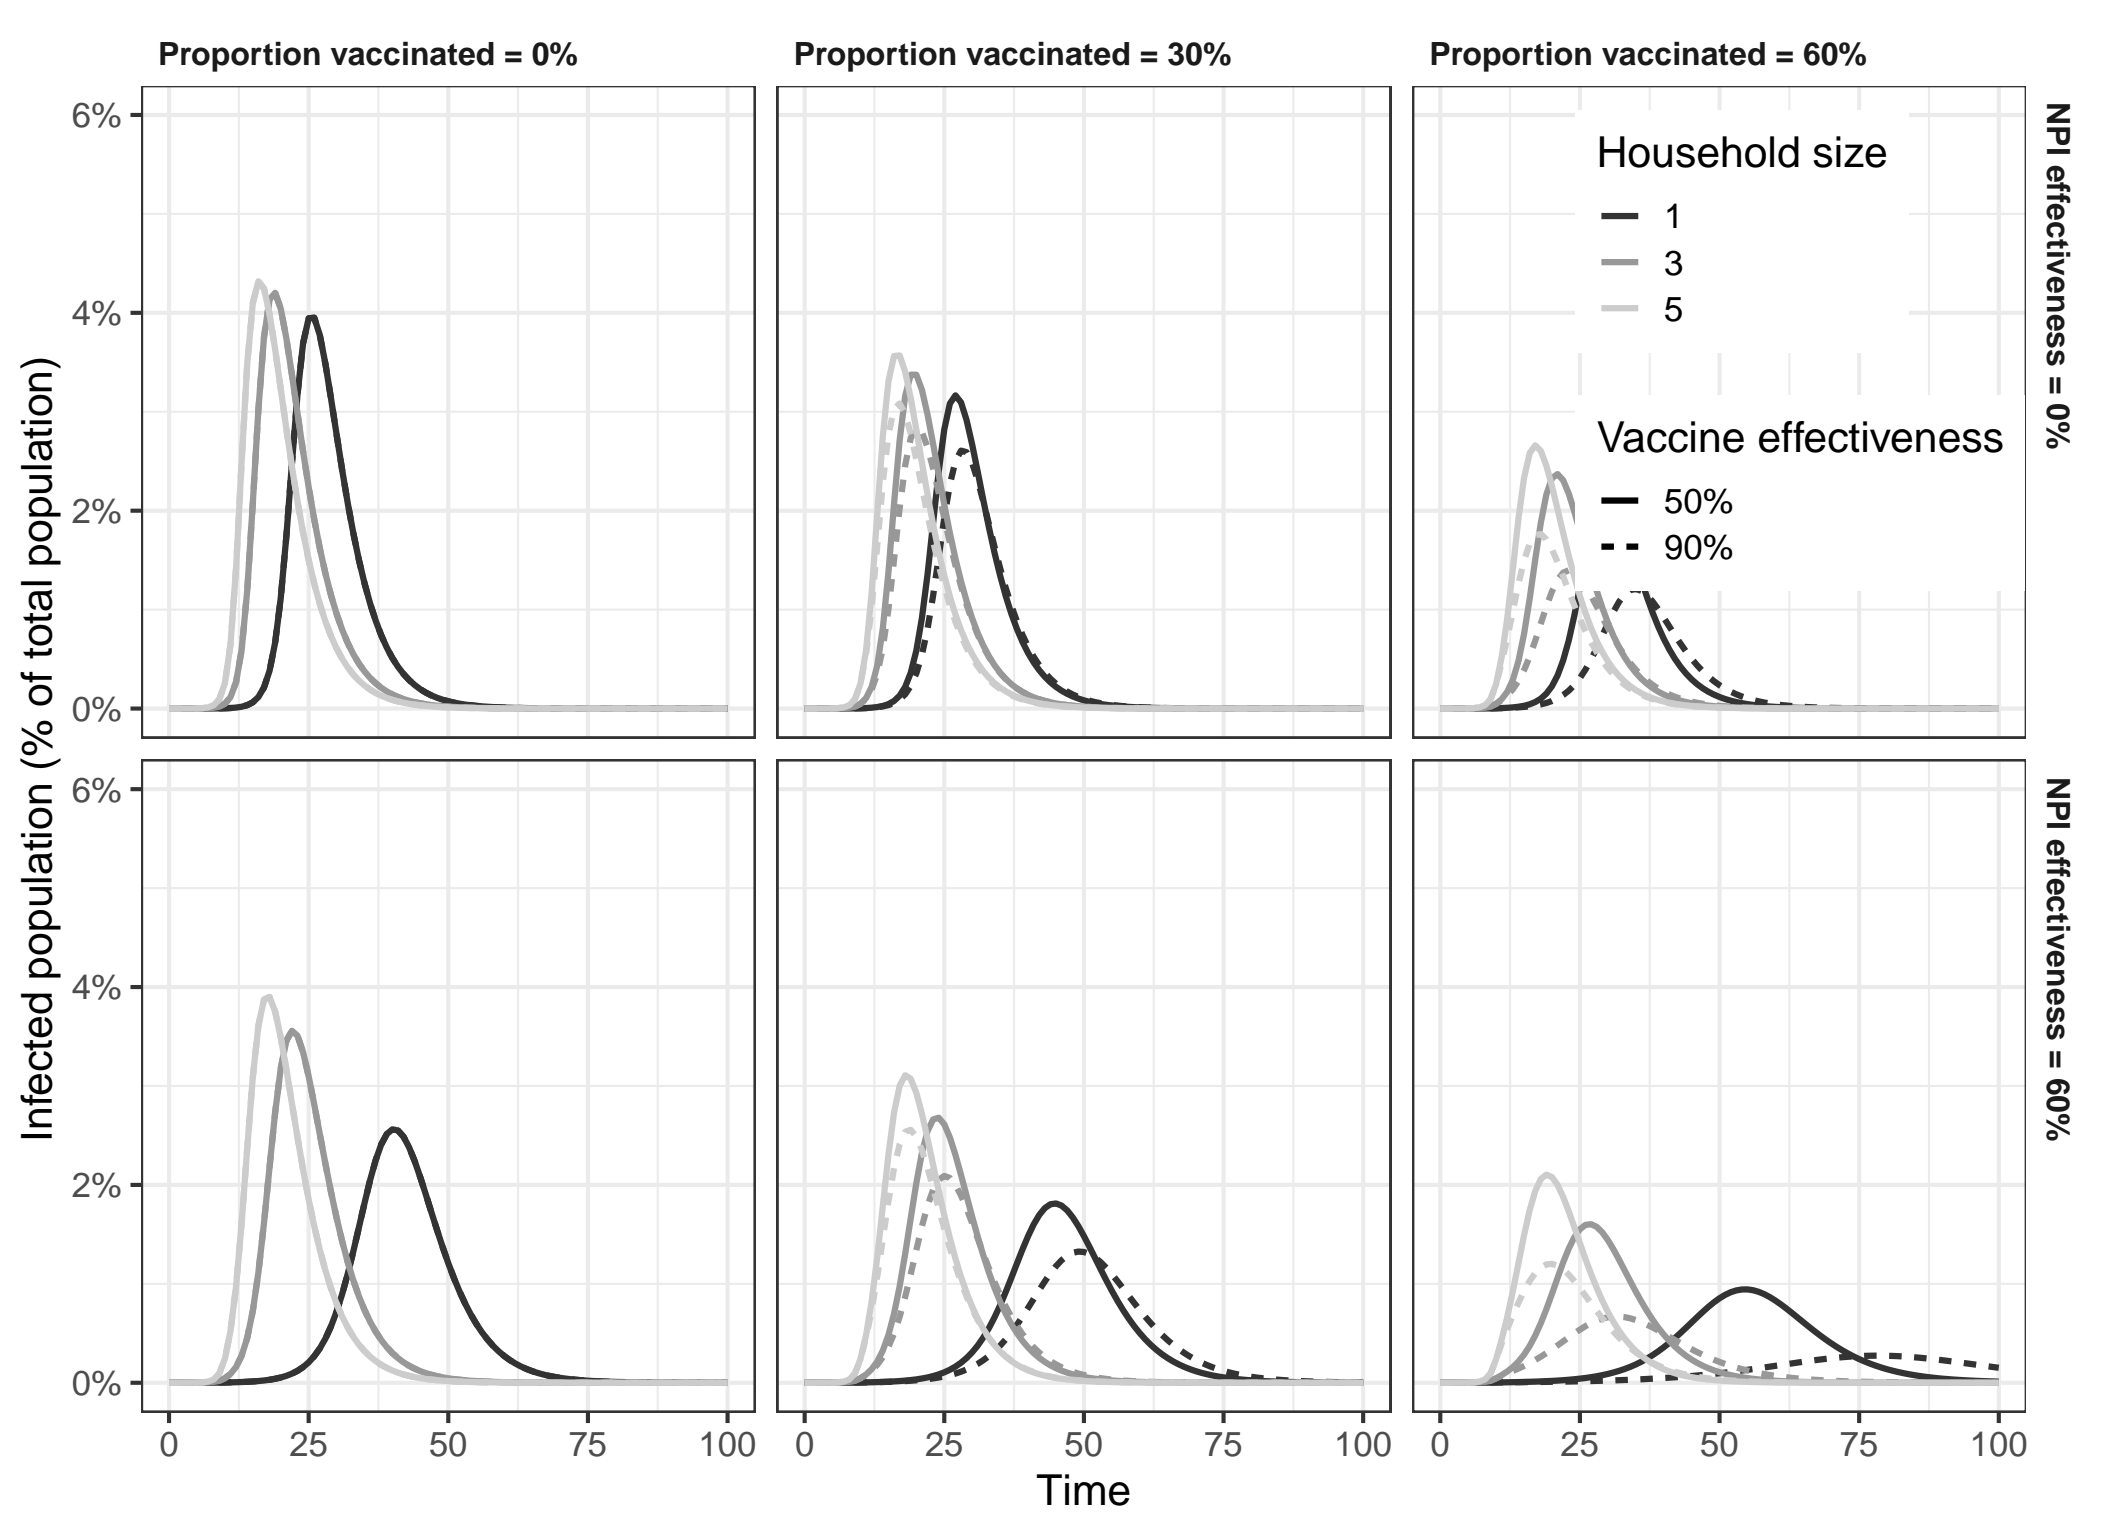 Proportion vaccinated = 0%
Proportion vaccinated = 30%
Proportion vaccinated = 60%
NPI effectiveness = 0%
NPI effectiveness = 60%
Infected population (% of total population)
6%
4%
2%
0%
6%
4%
2%
0%
Household size
1
3
5
Vaccine effectiveness
50%
90%
0 25 50 75 100
0 25 50 75 100
0 25 50 75 100
Time